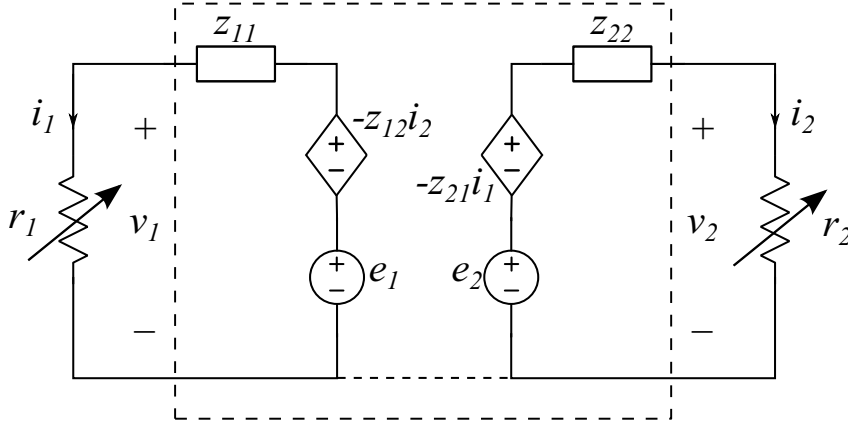 z11 z22
i1 + + -z12i2 + + i2
− -z21i1 −
r1 v1 v2 r2
+ e1 e2 +
− −
− −